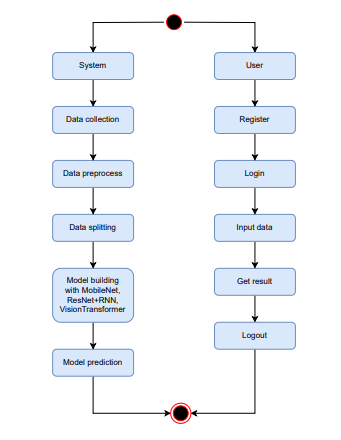 System
Data collection
Data preprocess
Data splitting
Model building
with MobileNet,
ResNet+RNN,
VisionTransformer
Model prediction
User
Register
Login
Input data
Get result
Logout